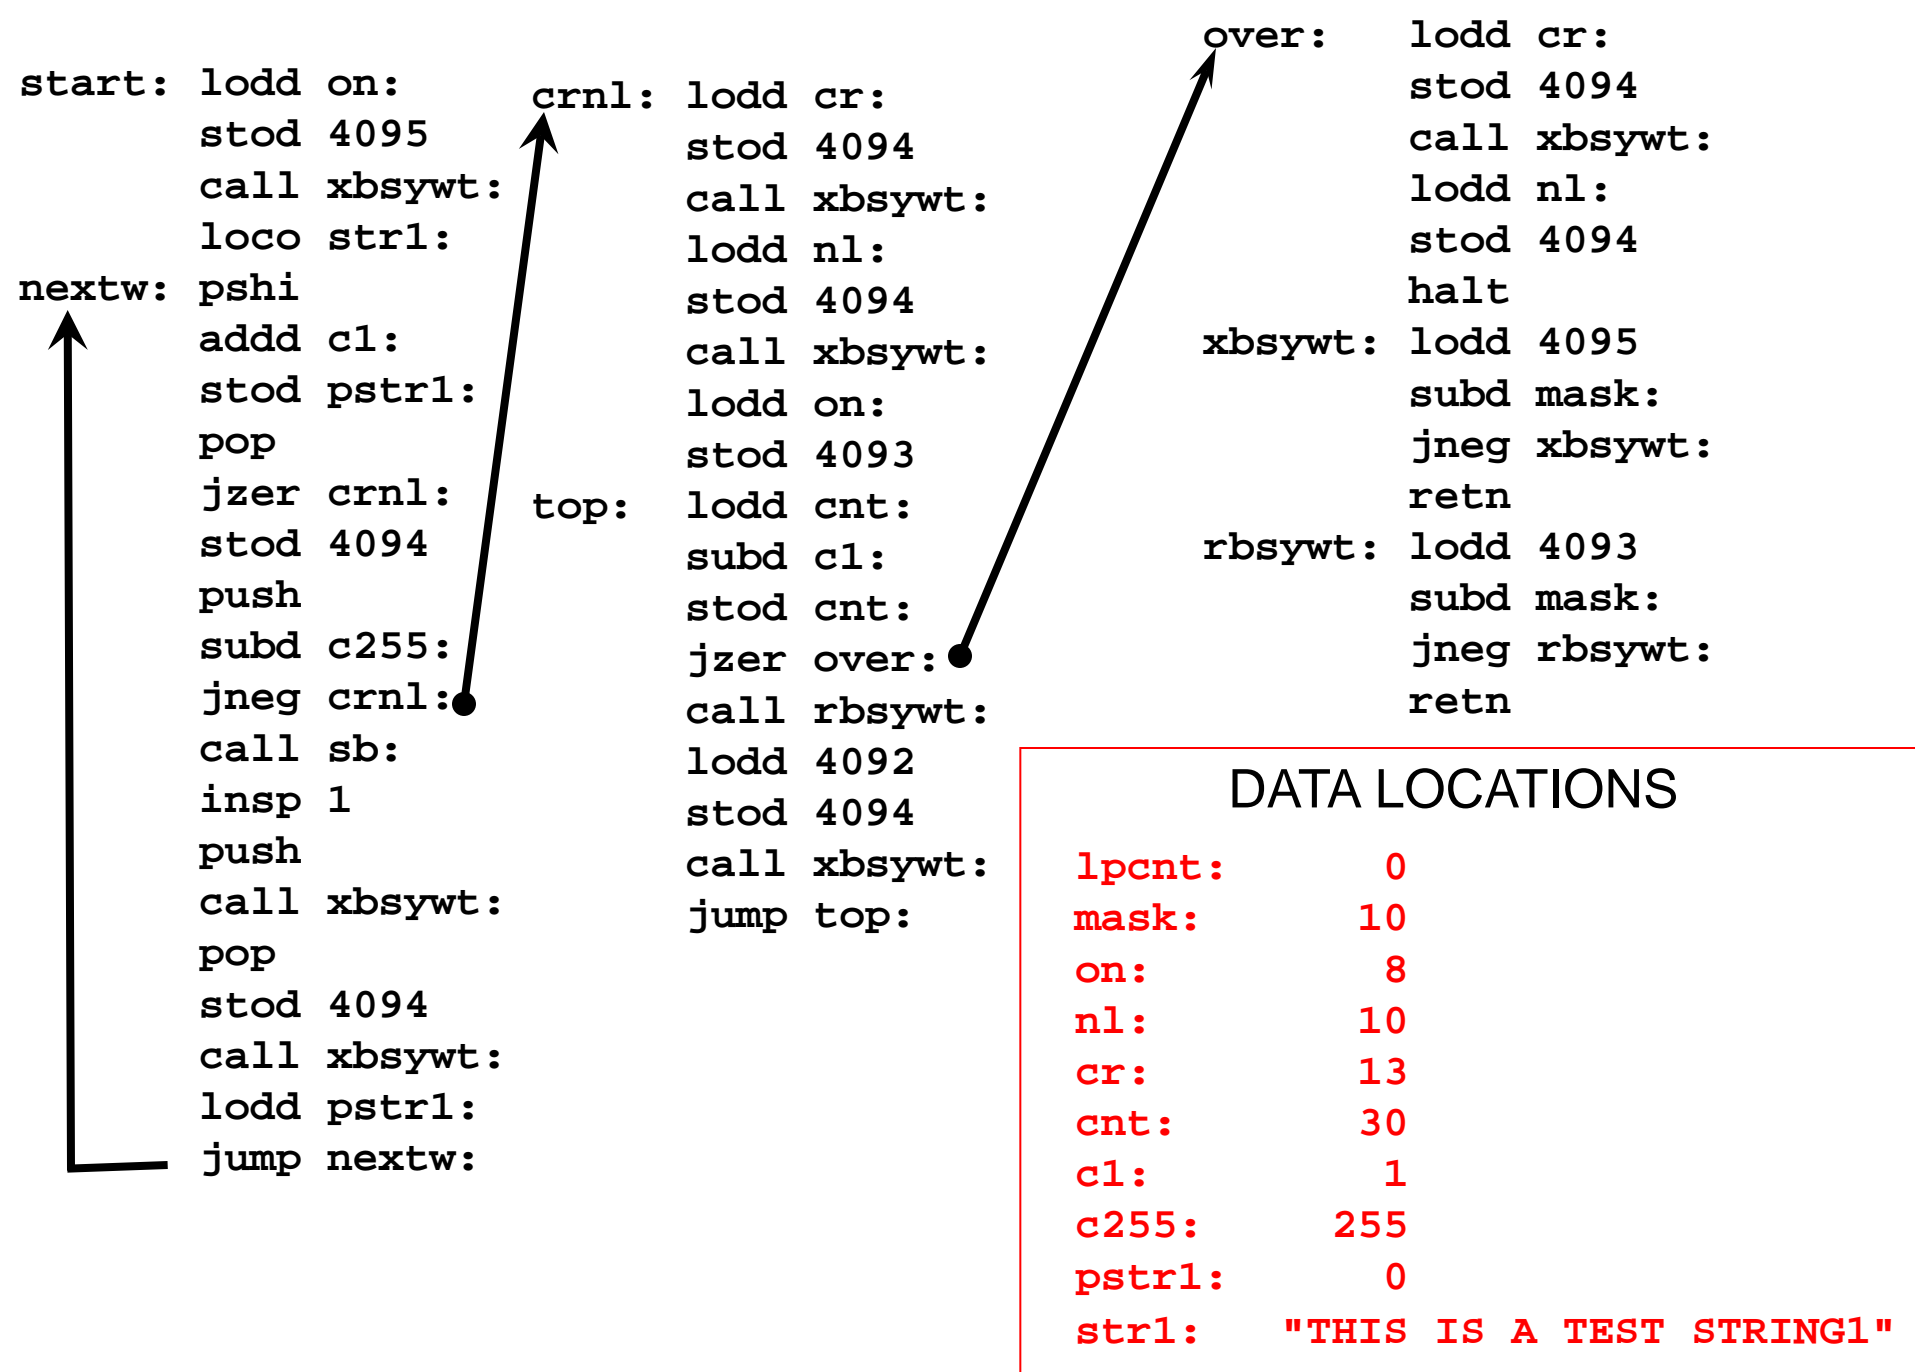 start: lodd on:
stod 4095
call xbsywt:
loco str1:
nextw: pshi
addd c1:
stod pstr1:
pop
jzer crnl:
stod 4094
push
subd c255:
jneg crnl:
call sb:
insp 1
push
call xbsywt:
pop
stod 4094
call xbsywt:
lodd pstr1:
jump nextw:
crnl: lodd cr:
stod 4094
call xbsywt:
lodd nl:
stod 4094
call xbsywt:
lodd on:
stod 4093
top: lodd cnt:
subd c1:
stod cnt:
jzer over:
call rbsywt:
lodd 4092
stod 4094
call xbsywt:
jump top:
over: lodd cr:
stod 4094
call xbsywt:
lodd nl:
stod 4094
halt
xbsywt: lodd 4095
subd mask:
jneg xbsywt:
retn
rbsywt: lodd 4093
subd mask:
jneg rbsywt:
retn
DATA LOCATIONS
lpcnt: 0
mask: 10
on: 8
nl: 10
cr: 13
cnt: 30
c1: 1
c255: 255
pstr1: 0
str1: "THIS IS A TEST STRING1"